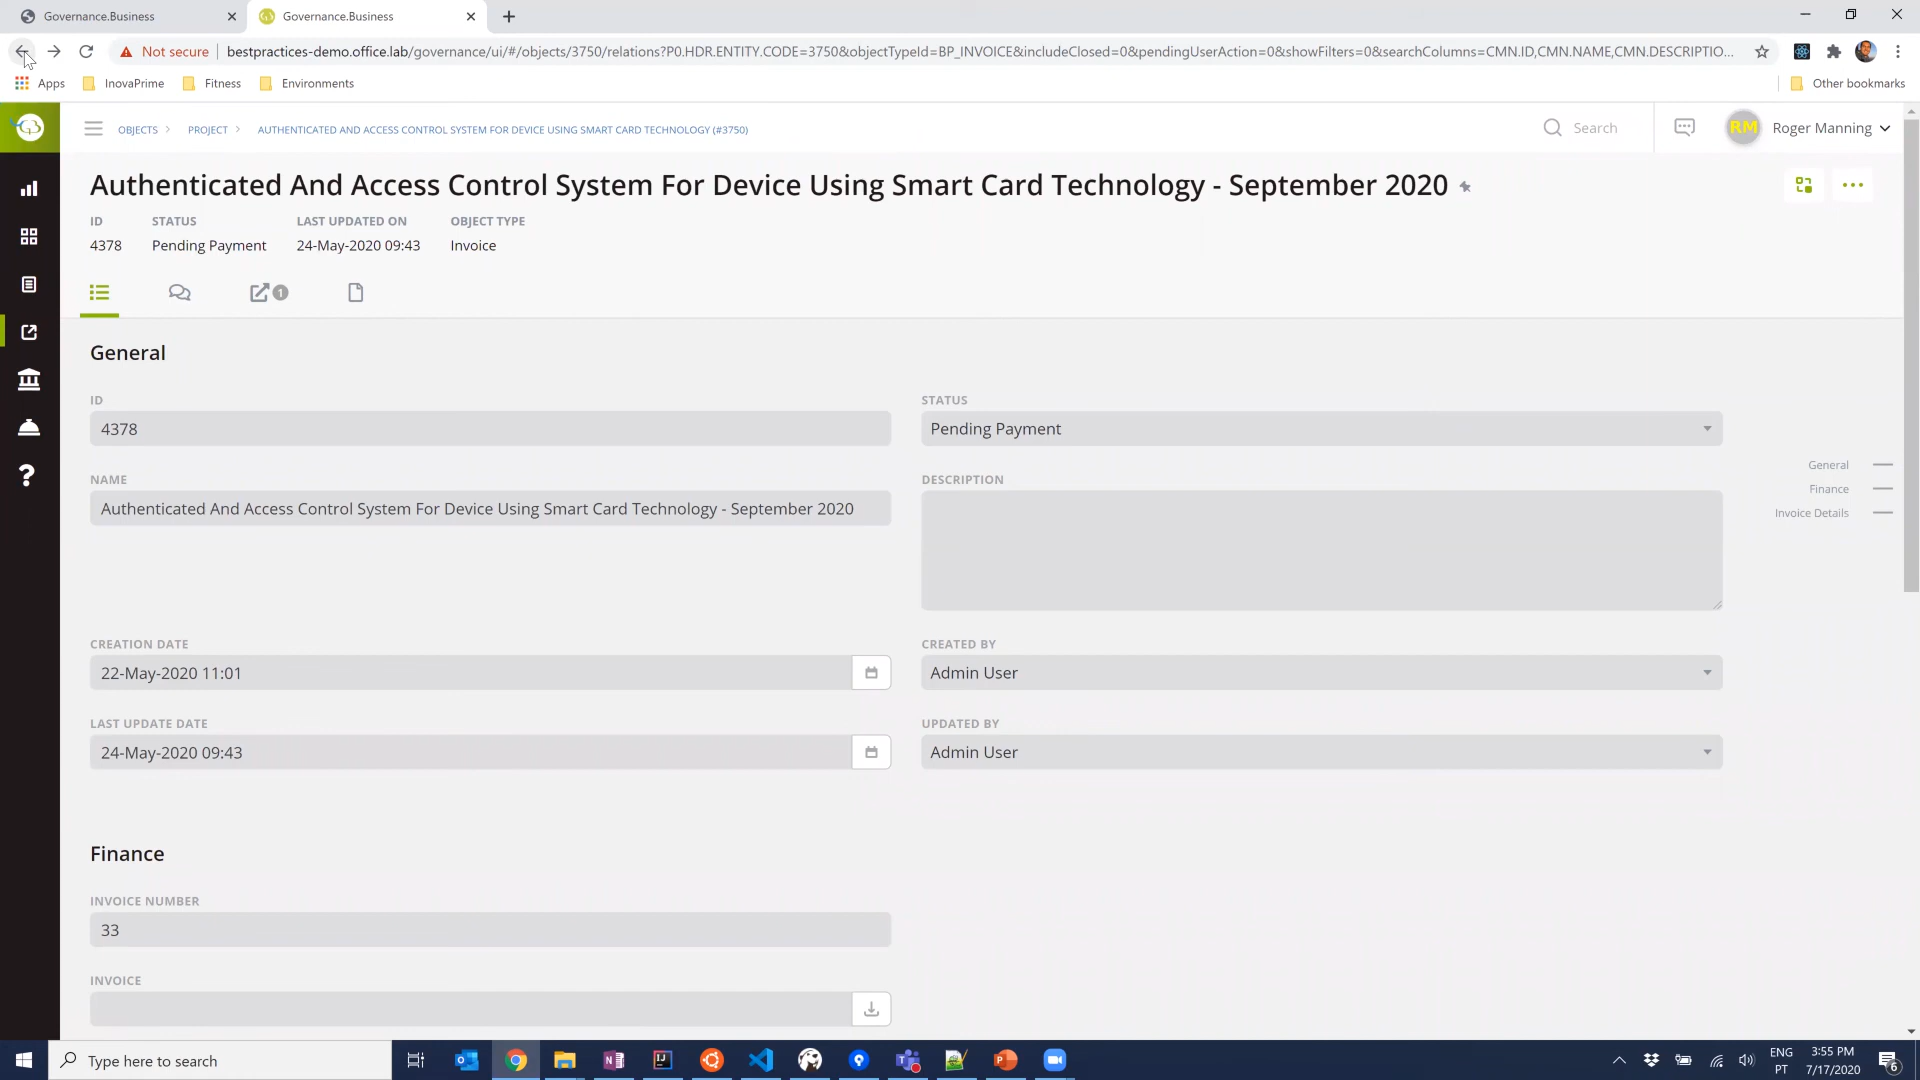 Governance.Business
Governance.Business
Not secure bestpractices-demo.office.lab/governance/ui/#/objects/3750/relations?P0.HDR.ENTITY.CODE=3750&objectTypeId=BP_INVOICE&includeClosed=0&pendingUserAction=0&showFilters=0&searchColumns=CMN.ID,CMN.NAME,CMN.DESCRIPTIO...
Apps InovaPrime Fitness Environments Other bookmarks
OBJECTS PROJECT AUTHENTICATED AND ACCESS CONTROL SYSTEM FOR DEVICE USING SMART CARD TECHNOLOGY (#3750) Search RM Roger Manning
Authenticated And Access Control System For Device Using Smart Card Technology - September 2020
ID STATUS LAST UPDATED ON OBJECT TYPE
4378 Pending Payment 24-May-2020 09:43 Invoice
1
General
ID STATUS
4378 Pending Payment
General
NAME DESCRIPTION
Finance
Authenticated And Access Control System For Device Using Smart Card Technology - September 2020
Invoice Details
CREATION DATE CREATED BY
22-May-2020 11:01 Admin User
LAST UPDATE DATE UPDATED BY
24-May-2020 09:43 Admin User
Finance
INVOICE NUMBER
33
INVOICE
Type here to search
ENG
PT
3:55 PM
7/17/2020
6